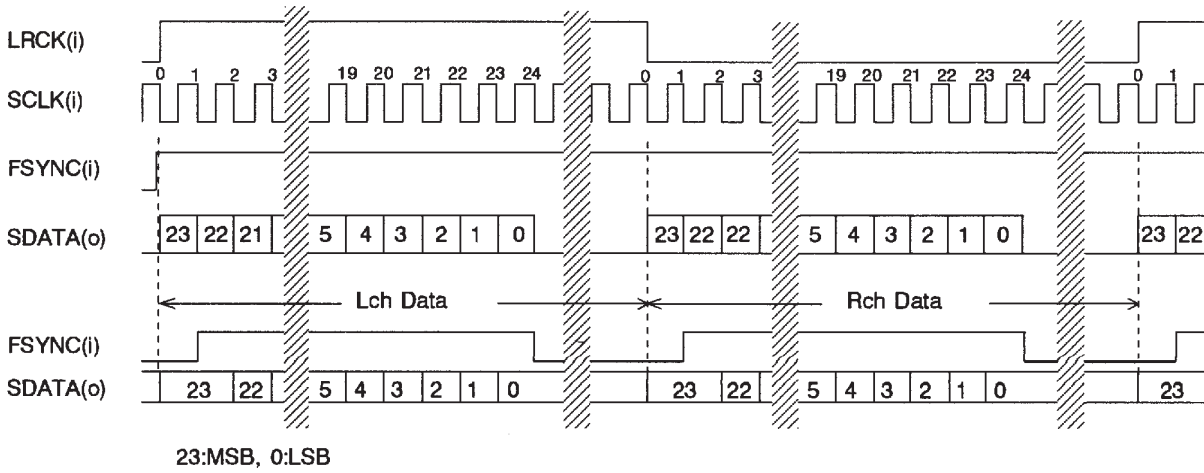 LRCK(i)
0 1 2 3 19 20 21 22 23 24 0 1 2 3 19 20 21 22 23 24 0 1
SCLK(i)
FSYNC(i)
SDATA(o) 23 22 21 5 4 3 2 1 0 23 22 22 5 4 3 2 1 0 23 22
Lch Data Rch Data
FSYNC(i)
SDATA(o) 23 22 5 4 3 2 1 0 23 22 5 4 3 2 1 0 23
23:MSB, 0:LSB